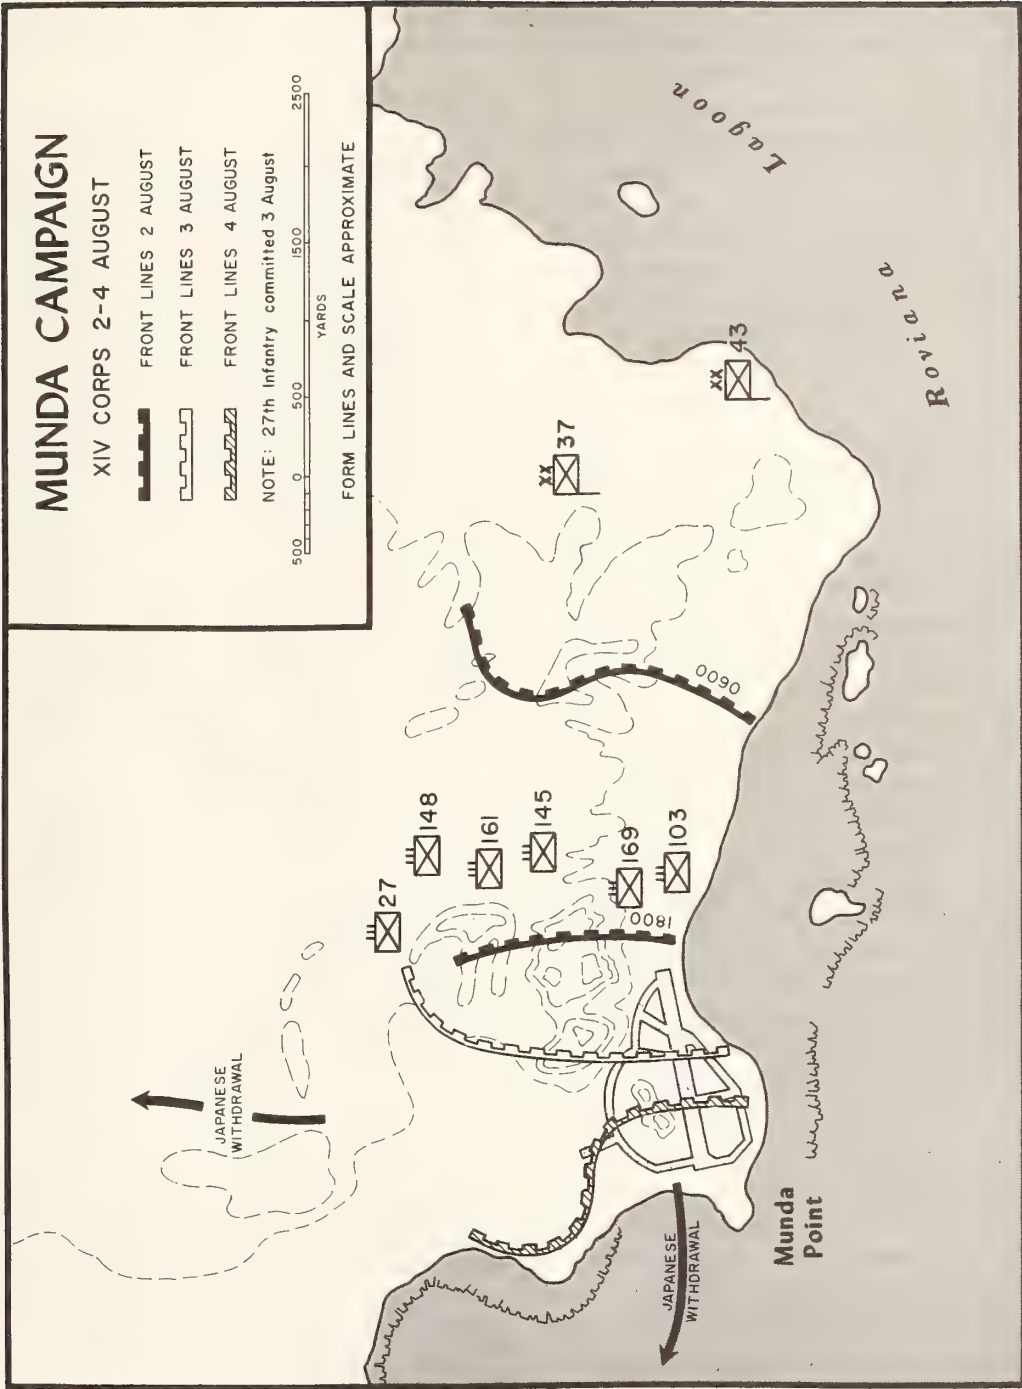 MUNDA CAMPAIGN
XIV CORPS 2-4 AUGUST
FRONT LINES 2 AUGUST
FRONT LINES 3 AUGUST
FRONT LINES 4 AUGUST
NOTE: 27th Infantry committed 3 August
500 0 500 1500 2500
YARDS
FORM LINES AND SCALE APPROXIMATE
JAPANESE
WITHDRAWAL
27
148
161
145
169
103
XX
37
XX
43
0600
1800
Roviana
Lagoon
Munda
Point
JAPANESE
WITHDRAWAL